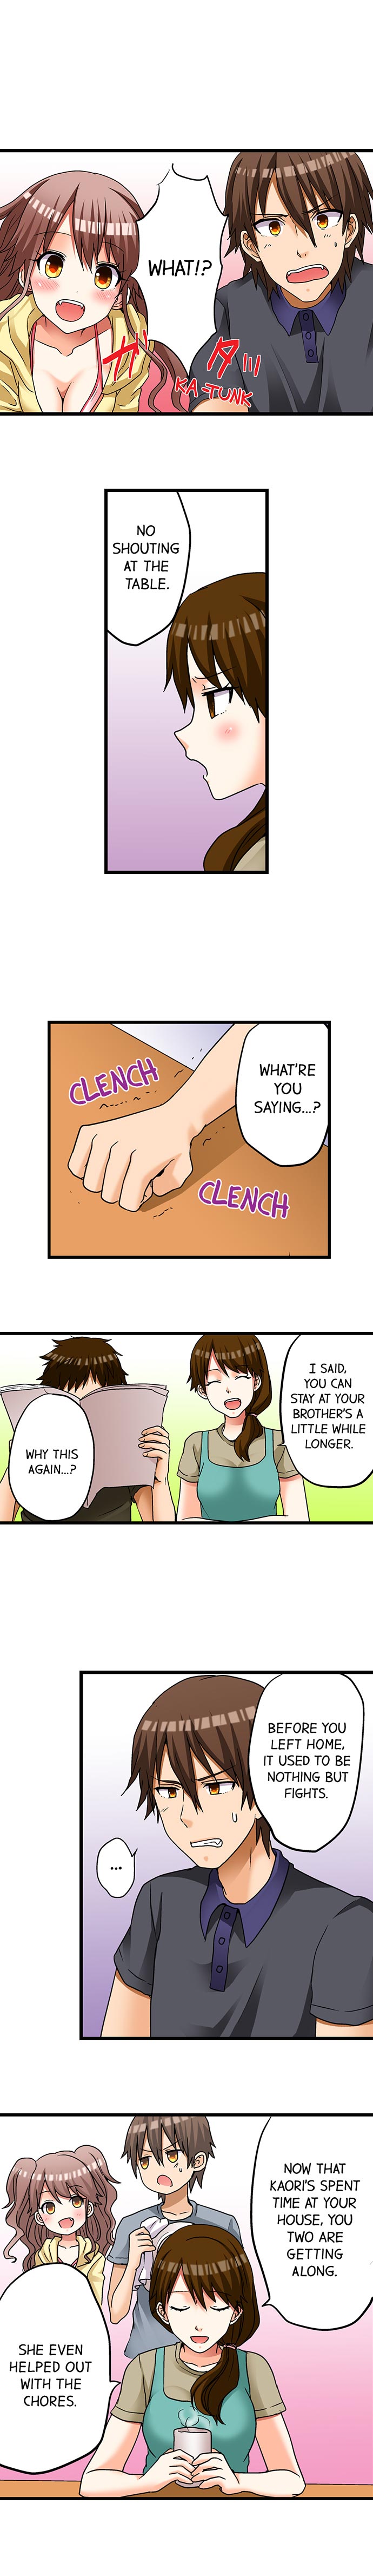 WHAT!?
ガ
タ
KA-TUNK
NO
SHOUTING
AT THE
TABLE.
CLENCH
WHAT'RE
YOU
SAYING...?
CLENCH
I SAID,
YOU CAN
STAY AT YOUR
BROTHER'S A
LITTLE WHILE
LONGER.
WHY THIS
AGAIN...?
BEFORE YOU
LEFT HOME,
IT USED TO BE
NOTHING BUT
FIGHTS.
...
NOW THAT
KAORI'S SPENT
TIME AT YOUR
HOUSE, YOU
TWO ARE
GETTING
ALONG.
SHE EVEN
HELPED OUT
WITH THE
CHORES.